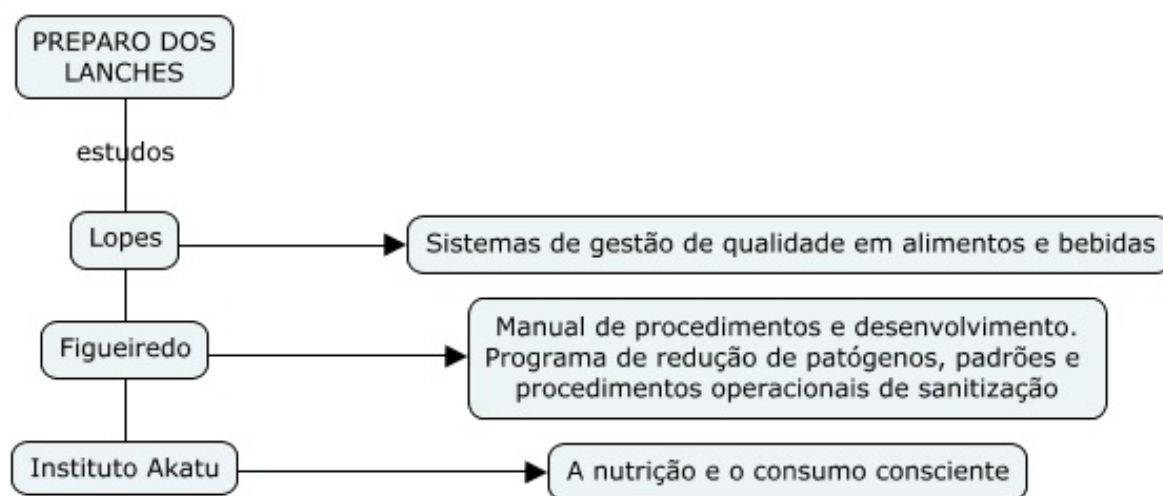 PREPARO DOS
LANCHES
estudos
Lopes
Sistemas de gestão de qualidade em alimentos e bebidas
Figueiredo
Manual de procedimentos e desenvolvimento.
Programa de redução de patógenos, padrões e
procedimentos operacionais de sanitização
Instituto Akatu
A nutrição e o consumo consciente